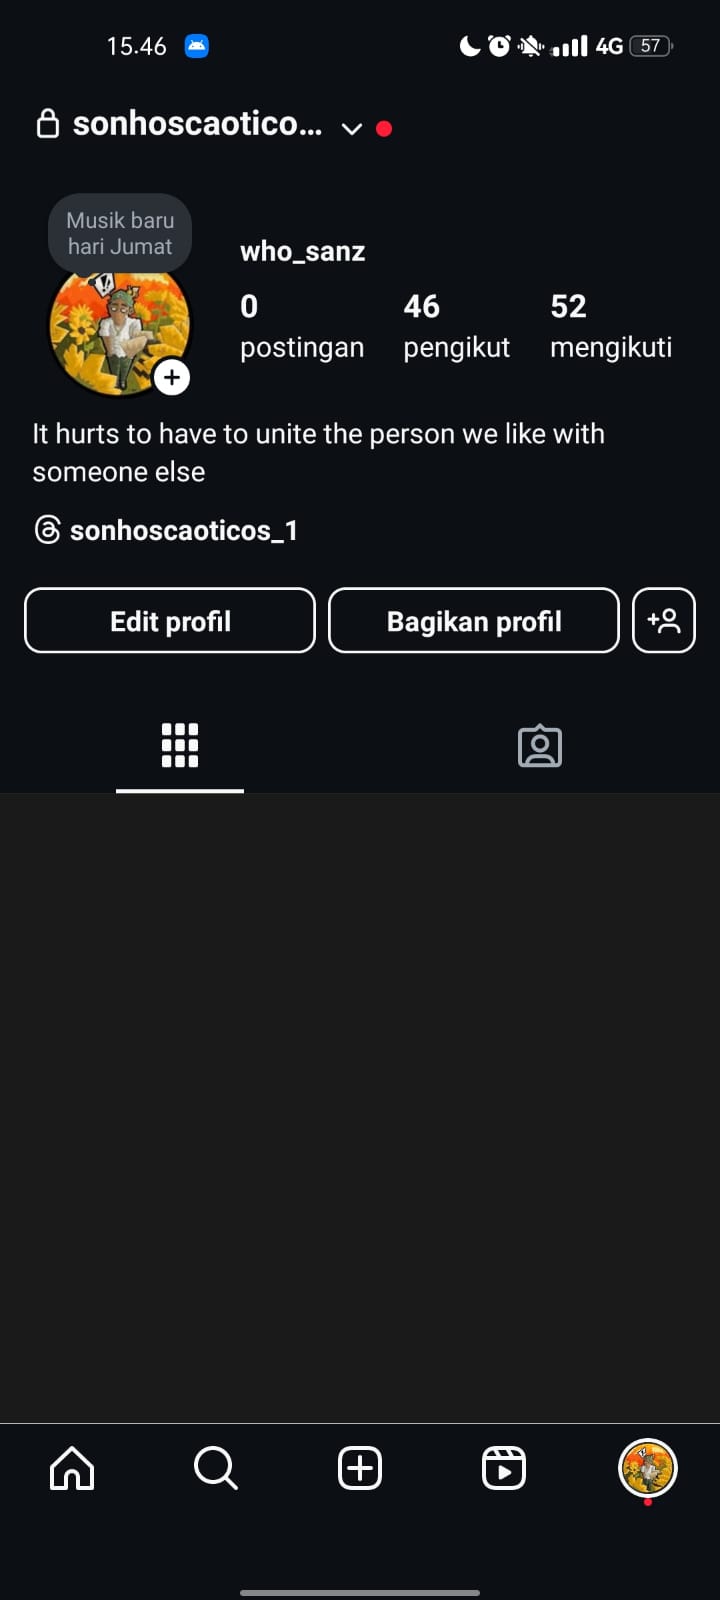 15.46
4G 57
sonhoscaotico...
Musik baru
hari Jumat
who_sanz
0 46 52
postingan pengikut mengikuti
It hurts to have to unite the person we like with
someone else
sonhoscaoticos_1
Edit profil Bagikan profil